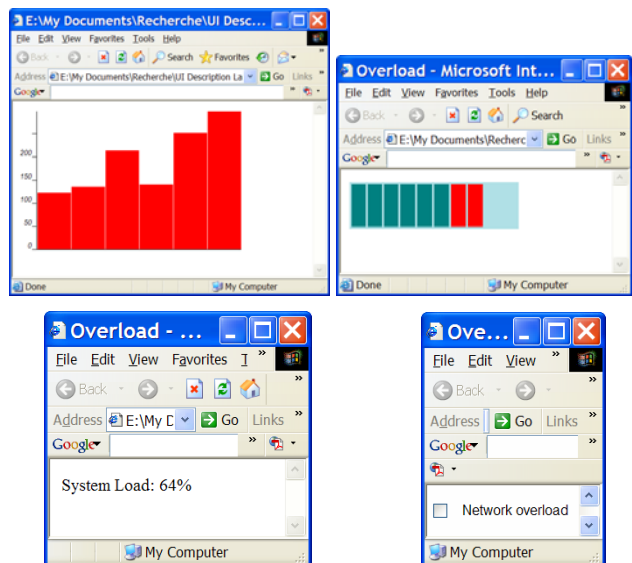 E:\My Documents\Recherche\UI Desc...
File Edit View Favorites Tools Help
Back Search Favorites
Address E:\My Documents\Recherche\UI Description La Go Links »
Google »
200
150
100
50
0
Done My Computer
Overload - Microsoft Int...
File Edit View Favorites Tools Help
Back Search
Address E:\My Documents\Recherc Go Links »
Google »
Done My Computer
Overload - ...
File Edit View Favorites T »
Back »
Address E:\My D Go Links »
Google »
System Load: 64%
My Computer
Ove...
File Edit View »
Back »
Address Go Links »
Google »
Network overload
My Computer